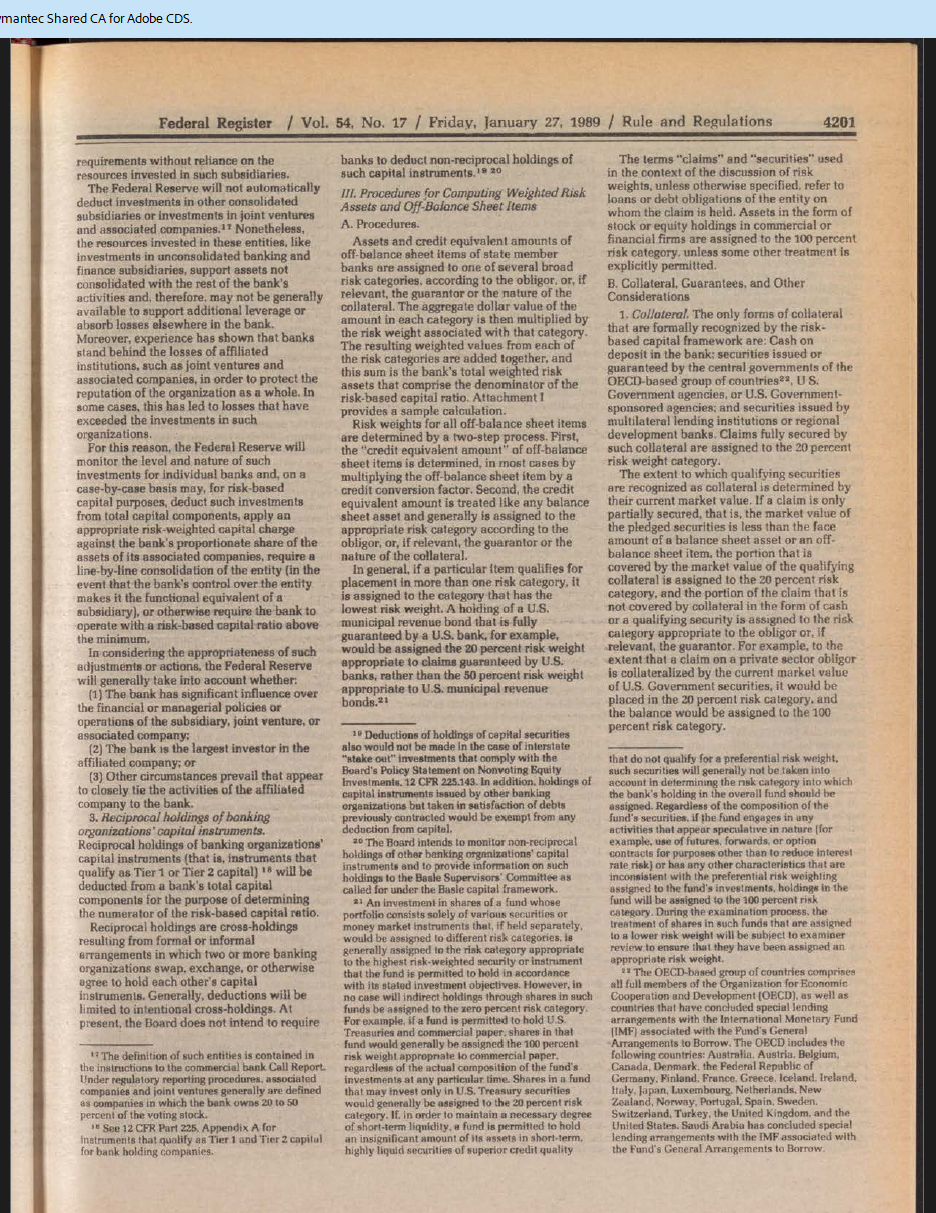 mantec Shared CA for Adobe CDS.
Federal Register / Vol. 54, No. 17 / Friday, January 27, 1989 / Rule and Regulations 4201
requirements without reliance on the
resources invested in such subsidiaries.
The Federal Reserve will not automatically
deduct investments in other consolidated
subsidiaries or investments in joint ventures
and associated companies.¹⁷ Nonetheless,
the resources invested in these entities, like
investments in unconsolidated banking and
finance subsidiaries, support assets not
consolidated with the rest of the bank's
activities and, therefore, may not be generally
available to support additional leverage or
absorb losses elsewhere in the bank.
Moreover, experience has shown that banks
stand behind the losses of affiliated
institutions, such as joint ventures and
associated companies, in order to protect the
reputation of the organization as a whole. In
some cases, this has led to losses that have
exceeded the investments in such
organizations.
For this reason, the Federal Reserve will
monitor the level and nature of such
investments for individual banks and, on a
case-by-case basis may, for risk-based
capital purposes, deduct such investments
from total capital components, apply an
appropriate risk-weighted capital charge
against the bank's proportionate share of the
assets of its associated companies, require a
line-by-line consolidation of the entity (in the
event that the bank's control over the entity
makes it the functional equivalent of a
subsidiary), or otherwise require the bank to
operate with a risk-based capital ratio above
the minimum.
In considering the appropriateness of such
adjustments or actions, the Federal Reserve
will generally take into account whether:
(1) The bank has significant influence over
the financial or managerial policies or
operations of the subsidiary, joint venture, or
associated company;
(2) The bank is the largest investor in the
affiliated company; or
(3) Other circumstances prevail that appear
to closely tie the activities of the affiliated
company to the bank.
3. Reciprocal holdings of banking
organizations' capital instruments.
Reciprocal holdings of banking organizations'
capital instruments (that is, instruments that
qualify as Tier 1 or Tier 2 capital) ¹⁸ will be
deducted from a bank's total capital
components for the purpose of determining
the numerator of the risk-based capital ratio.
Reciprocal holdings are cross-holdings
resulting from formal or informal
arrangements in which two or more banking
organizations swap, exchange, or otherwise
agree to hold each other's capital
instruments. Generally, deductions will be
limited to intentional cross-holdings. At
present, the Board does not intend to require
¹⁷ The definition of such entities is contained in
the instructions to the commercial bank Call Report.
Under regulatory reporting procedures, associated
companies and joint ventures generally are defined
as companies in which the bank owns 20 to 50
percent of the voting stock.
¹⁸ See 12 CFR Part 225, Appendix A for
instruments that qualify as Tier 1 and Tier 2 capital
for bank holding companies.
banks to deduct non-reciprocal holdings of
such capital instruments.¹⁹ ²⁰
III. Procedures for Computing Weighted Risk
Assets and Off-Balance Sheet Items
A. Procedures.
Assets and credit equivalent amounts of
off-balance sheet items of state member
banks are assigned to one of several broad
risk categories, according to the obligor, or, if
relevant, the guarantor or the nature of the
collateral. The aggregate dollar value of the
amount in each category is then multiplied by
the risk weight associated with that category.
The resulting weighted values from each of
the risk categories are added together, and
this sum is the bank's total weighted risk
assets that comprise the denominator of the
risk-based capital ratio. Attachment I
provides a sample calculation.
Risk weights for all off-balance sheet items
are determined by a two-step process. First,
the "credit equivalent amount" of off-balance
sheet items is determined, in most cases by
multiplying the off-balance sheet item by a
credit conversion factor. Second, the credit
equivalent amount is treated like any balance
sheet asset and generally is assigned to the
appropriate risk category according to the
obligor, or, if relevant, the guarantor or the
nature of the collateral.
In general, if a particular item qualifies for
placement in more than one risk category, it
is assigned to the category that has the
lowest risk weight. A holding of a U.S.
municipal revenue bond that is fully
guaranteed by a U.S. bank, for example,
would be assigned the 20 percent risk weight
appropriate to claims guaranteed by U.S.
banks, rather than the 50 percent risk weight
appropriate to U.S. municipal revenue
bonds.²¹
¹⁹ Deductions of holdings of capital securities
also would not be made in the case of interstate
"stake out" investments that comply with the
Board's Policy Statement on Nonvoting Equity
Investments, 12 CFR 225.143. In addition, holdings of
capital instruments issued by other banking
organizations but taken in satisfaction of debts
previously contracted would be exempt from any
deduction from capital.
²⁰ The Board intends to monitor non-reciprocal
holdings of other banking organizations' capital
instruments and to provide information on such
holdings to the Basle Supervisors' Committee as
called for under the Basle capital framework.
²¹ An investment in shares of a fund whose
portfolio consists solely of various securities or
money market instruments that, if held separately,
would be assigned to different risk categories, is
generally assigned to the risk category appropriate
to the highest risk-weighted security or instrument
that the fund is permitted to hold in accordance
with its stated investment objectives. However, in
no case will indirect holdings through shares in such
funds be assigned to the zero percent risk category.
For example, if a fund is permitted to hold U.S.
Treasuries and commercial paper, shares in that
fund would generally be assigned the 100 percent
risk weight appropriate to commercial paper,
regardless of the actual composition of the fund's
investments at any particular time. Shares in a fund
that may invest only in U.S. Treasury securities
would generally be assigned to the 20 percent risk
category. If, in order to maintain a necessary degree
of short-term liquidity, a fund is permitted to hold
an insignificant amount of its assets in short-term,
highly liquid securities of superior credit quality
The terms "claims" and "securities" used
in the context of the discussion of risk
weights, unless otherwise specified, refer to
loans or debt obligations of the entity on
whom the claim is held. Assets in the form of
stock or equity holdings in commercial or
financial firms are assigned to the 100 percent
risk category, unless some other treatment is
explicitly permitted.
B. Collateral, Guarantees, and Other
Considerations
1. Collateral. The only forms of collateral
that are formally recognized by the risk-
based capital framework are: Cash on
deposit in the bank; securities issued or
guaranteed by the central governments of the
OECD-based group of countries²², U S.
Government agencies, or U.S. Government-
sponsored agencies; and securities issued by
multilateral lending institutions or regional
development banks. Claims fully secured by
such collateral are assigned to the 20 percent
risk weight category.
The extent to which qualifying securities
are recognized as collateral is determined by
their current market value. If a claim is only
partially secured, that is, the market value of
the pledged securities is less than the face
amount of a balance sheet asset or an off-
balance sheet item, the portion that is
covered by the market value of the qualifying
collateral is assigned to the 20 percent risk
category, and the portion of the claim that is
not covered by collateral in the form of cash
or a qualifying security is assigned to the risk
category appropriate to the obligor or, if
relevant, the guarantor. For example, to the
extent that a claim on a private sector obligor
is collateralized by the current market value
of U.S. Government securities, it would be
placed in the 20 percent risk category, and
the balance would be assigned to the 100
percent risk category.
that do not qualify for a preferential risk weight,
such securities will generally not be taken into
account in determining the risk category into which
the bank's holding in the overall fund should be
assigned. Regardless of the composition of the
fund's securities, if the fund engages in any
activities that appear speculative in nature (for
example, use of futures, forwards, or option
contracts for purposes other than to reduce interest
rate risk) or has any other characteristics that are
inconsistent with the preferential risk weighting
assigned to the fund's investments, holdings in the
fund will be assigned to the 100 percent risk
category. During the examination process, the
treatment of shares in such funds that are assigned
to a lower risk weight will be subject to examiner
review to ensure that they have been assigned an
appropriate risk weight.
²² The OECD-based group of countries comprises
all full members of the Organization for Economic
Cooperation and Development (OECD), as well as
countries that have concluded special lending
arrangements with the International Monetary Fund
(IMF) associated with the Fund's General
Arrangements to Borrow. The OECD includes the
following countries: Australia, Austria, Belgium,
Canada, Denmark, the Federal Republic of
Germany, Finland, France, Greece, Iceland, Ireland,
Italy, Japan, Luxembourg, Netherlands, New
Zealand, Norway, Portugal, Spain, Sweden,
Switzerland, Turkey, the United Kingdom, and the
United States. Saudi Arabia has concluded special
lending arrangements with the IMF associated with
the Fund's General Arrangements to Borrow.